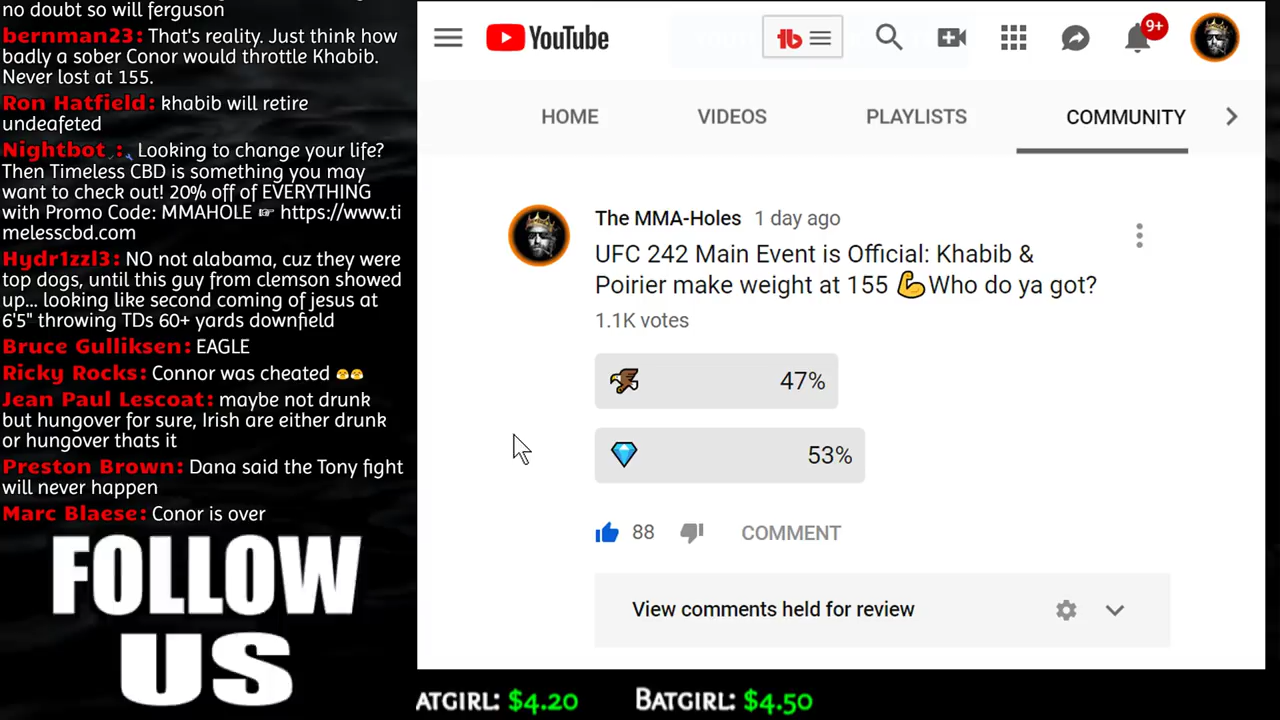 no doubt so will ferguson
bernman23: That's reality. Just think how
badly a sober Conor would throttle Khabib.
Never lost at 155.
Ron Hatfield: khabib will retire
undeafeted
Nightbot: Looking to change your life?
Then Timeless CBD is something you may
want to check out! 20% off of EVERYTHING
with Promo Code: MMAHOLE ☞ https://www.ti
melesscbd.com
Hydr1zzl3: NO not alabama, cuz they were
top dogs, until this guy from clemson showed
up... looking like second coming of jesus at
6'5" throwing TDs 60+ yards downfield
Bruce Gulliksen: EAGLE
Ricky Rocks: Connor was cheated
Jean Paul Lescoat: maybe not drunk
but hungover for sure, Irish are either drunk
or hungover thats it
Preston Brown: Dana said the Tony fight
will never happen
Marc Blaese: Conor is over
FOLLOW
US
YouTube
tb
9+
HOME VIDEOS PLAYLISTS COMMUNITY
The MMA-Holes 1 day ago
UFC 242 Main Event is Official: Khabib &
Poirier make weight at 155 💪Who do ya got?
1.1K votes
47%
53%
88 COMMENT
View comments held for review
ATGIRL: $4.20 BATGIRL: $4.50